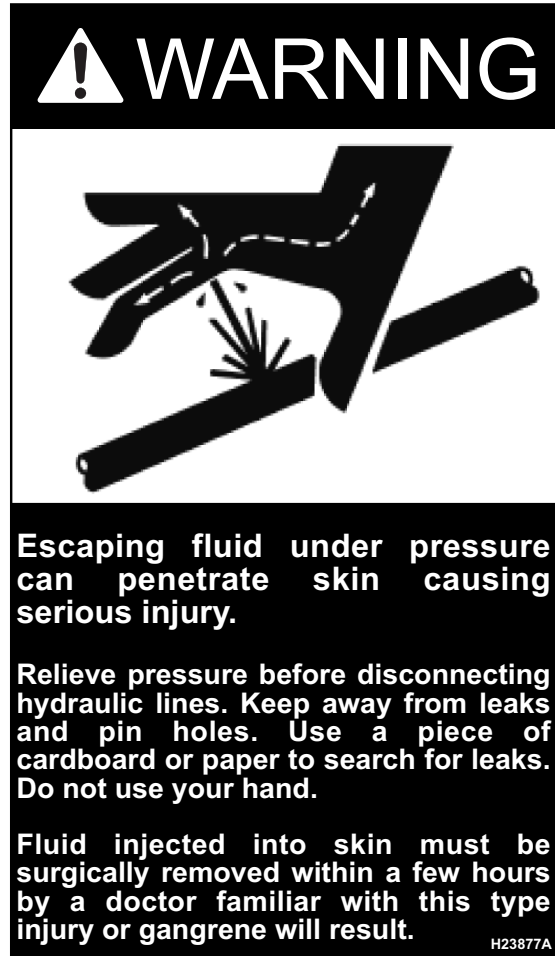 WARNING
Escaping fluid under pressure
can penetrate skin causing
serious injury.
Relieve pressure before disconnecting
hydraulic lines. Keep away from leaks
and pin holes. Use a piece of
cardboard or paper to search for leaks.
Do not use your hand.
Fluid injected into skin must be
surgically removed within a few hours
by a doctor familiar with this type
injury or gangrene will result.
H23877A